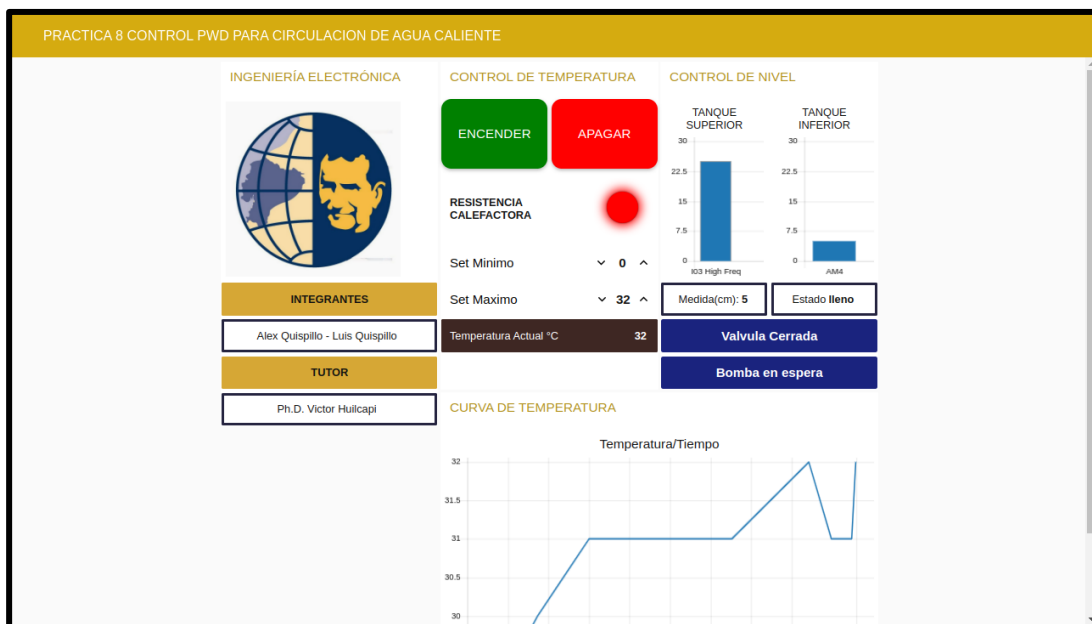 PRACTICA 8 CONTROL PWD PARA CIRCULACION DE AGUA CALIENTE
INGENIERÍA ELECTRÓNICA
INTEGRANTES
Alex Quispillo - Luis Quispillo
TUTOR
Ph.D. Victor Huilcapi
CONTROL DE TEMPERATURA
ENCENDER
APAGAR
RESISTENCIA
CALEFACTORA
Set Minimo 0
Set Maximo 32
Temperatura Actual °C 32
CONTROL DE NIVEL
TANQUE
SUPERIOR
30
22.5
15
7.5
0
I03 High Freq
TANQUE
INFERIOR
30
22.5
15
7.5
0
AM4
Medida(cm): 5
Estado lleno
Valvula Cerrada
Bomba en espera
CURVA DE TEMPERATURA
Temperatura/Tiempo
32
31.5
31
30.5
30